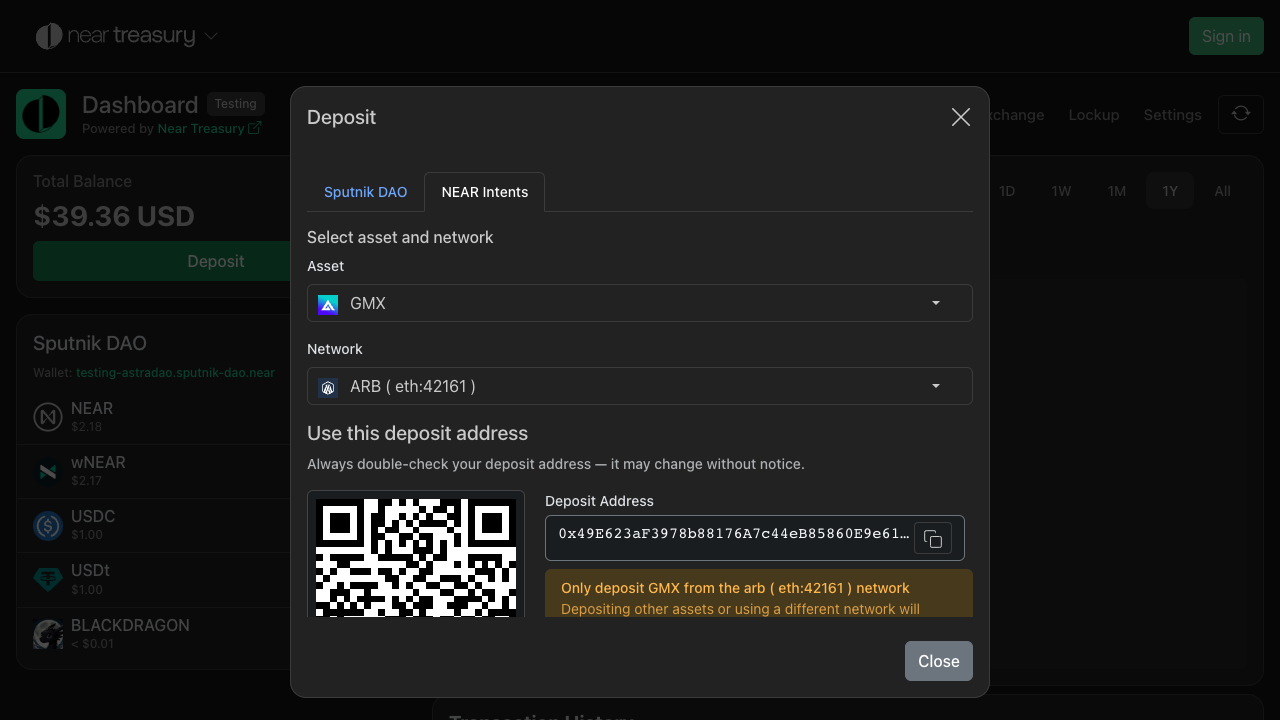 near treasury
Sign in
Dashboard
Testing
Powered by Near Treasury
Deposit
change
Lockup
Settings
Total Balance
$39.36 USD
Deposit
1D
1W
1M
1Y
All
Sputnik DAO
NEAR Intents
Select asset and network
Asset
GMX
Network
ARB ( eth:42161 )
Use this deposit address
Always double-check your deposit address — it may change without notice.
Deposit Address
0x49E623aF3978b88176A7c44eB85860E9e61…
Only deposit GMX from the arb ( eth:42161 ) network
Depositing other assets or using a different network will
Close
Sputnik DAO
Wallet: testing-astradao.sputnik-dao.near
NEAR
$2.18
wNEAR
$2.17
USDC
$1.00
USDt
$1.00
BLACKDRAGON
< $0.01